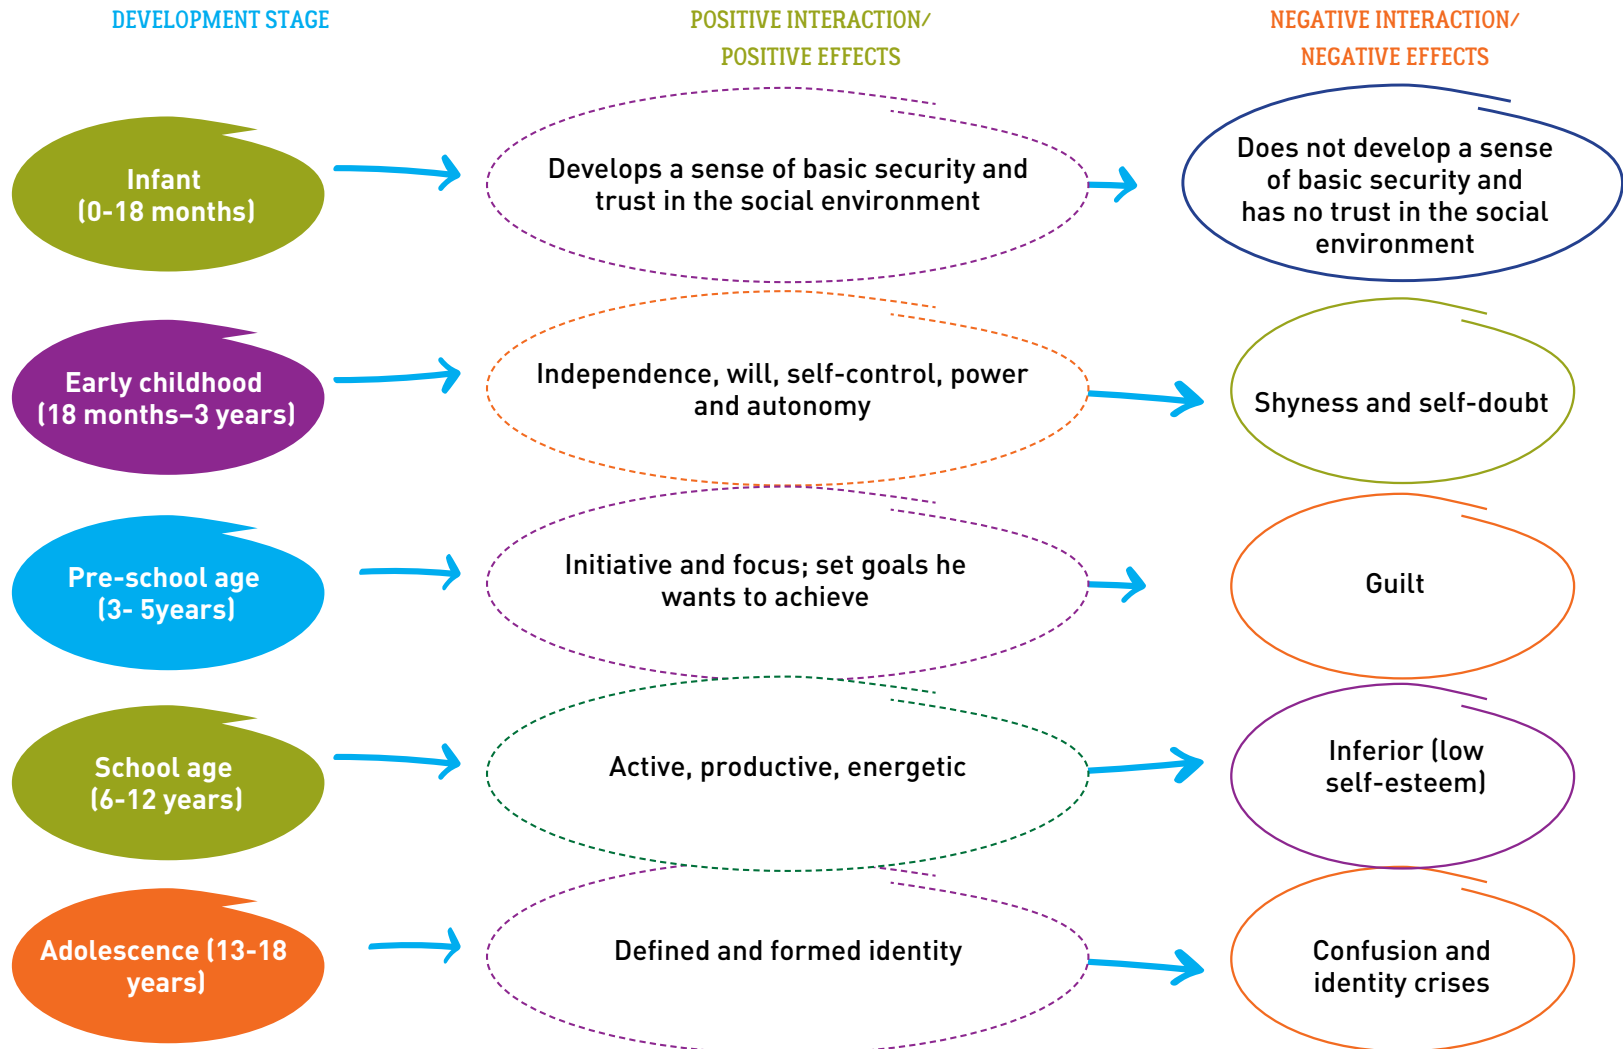 DEVELOPMENT STAGE
POSITIVE INTERACTION/
POSITIVE EFFECTS
NEGATIVE INTERACTION/
NEGATIVE EFFECTS
Infant
(0-18 months)
Develops a sense of basic security and
trust in the social environment
Does not develop a sense
of basic security and
has no trust in the social
environment
Early childhood
(18 months–3 years)
Independence, will, self-control, power
and autonomy
Shyness and self-doubt
Pre-school age
(3- 5years)
Initiative and focus; set goals he
wants to achieve
Guilt
School age
(6-12 years)
Active, productive, energetic
Inferior (low
self-esteem)
Adolescence (13-18
years)
Defined and formed identity
Confusion and
identity crises